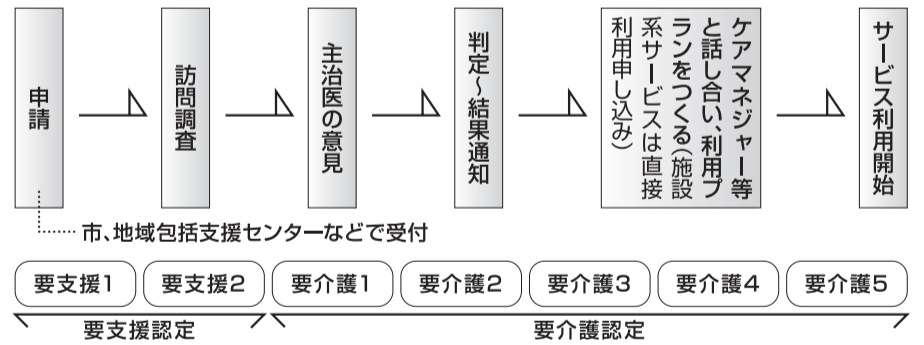 申請
訪問調査
主治医の意見
判定～結果通知
ケアマネジャー等
と話し合い、利用プ
ランをつくる（施設
系サービスは直接
利用申し込み）
サービス利用開始
市、地域包括支援センターなどで受付
要支援1
要支援2
要介護1
要介護2
要介護3
要介護4
要介護5
要支援認定
要介護認定